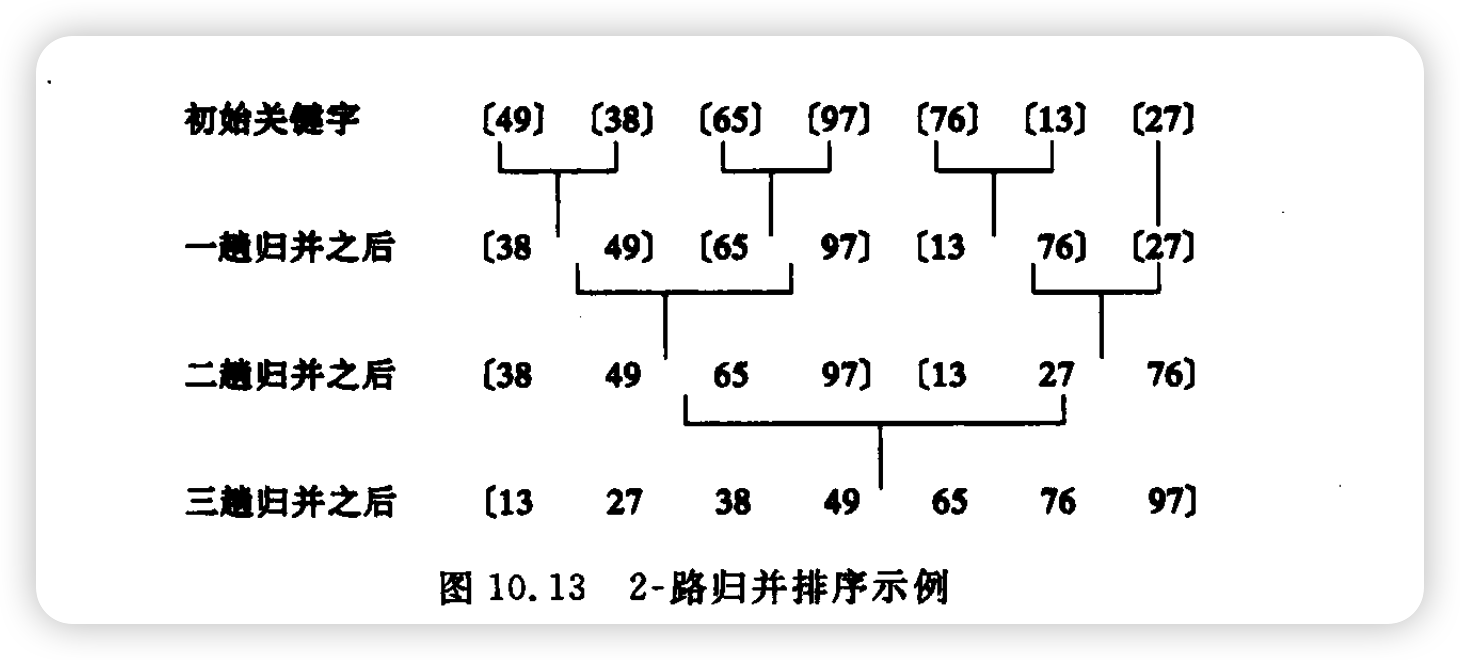 初始关键字 〔49〕 〔38〕 〔65〕 〔97〕 〔76〕 〔13〕 〔27〕
一趟归并之后 〔38 49〕 〔65 97〕 〔13 76〕 〔27〕
二趟归并之后 〔38 49 65 97〕 〔13 27 76〕
三趟归并之后 〔13 27 38 49 65 76 97〕
图 10.13 2-路归并排序示例